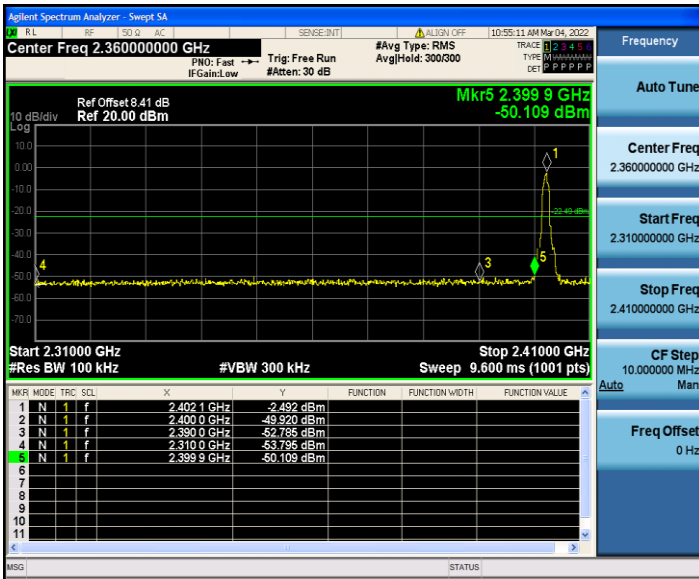 Agilent Spectrum Analyzer - Swept SA
RL RF 50 Ω AC SENSE:INT ALIGN OFF 10:55:11 AM Mar 04, 2022
Center Freq 2.360000000 GHz
PNO: Fast
IFGain:Low
Trig: Free Run
#Atten: 30 dB
#Avg Type: RMS
Avg|Hold: 300/300
TRACE 1 2 3 4 5 6
TYPE M
DET P P P P P P
Frequency
Auto Tune
Center Freq
2.360000000 GHz
Start Freq
2.310000000 GHz
Stop Freq
2.410000000 GHz
CF Step
10.000000 MHz
Auto Man
Freq Offset
0 Hz
Mkr5 2.399 9 GHz
-50.109 dBm
Ref Offset 8.41 dB
10 dB/div Ref 20.00 dBm
Log
10.0
0.00
-10.0
-20.0
-30.0
-40.0
-50.0
-60.0
-70.0
1
-22.49 dBm
3
4
5
Start 2.31000 GHz Stop 2.41000 GHz
#Res BW 100 kHz #VBW 300 kHz Sweep 9.600 ms (1001 pts)
MKR MODE TRC SCL X Y FUNCTION FUNCTION WIDTH FUNCTION VALUE
1 N 1 f 2.402 1 GHz -2.492 dBm
2 N 1 f 2.400 0 GHz -49.920 dBm
3 N 1 f 2.390 0 GHz -52.785 dBm
4 N 1 f 2.310 0 GHz -53.795 dBm
5 N 1 f 2.399 9 GHz -50.109 dBm
6
7
8
9
10
11
MSG STATUS